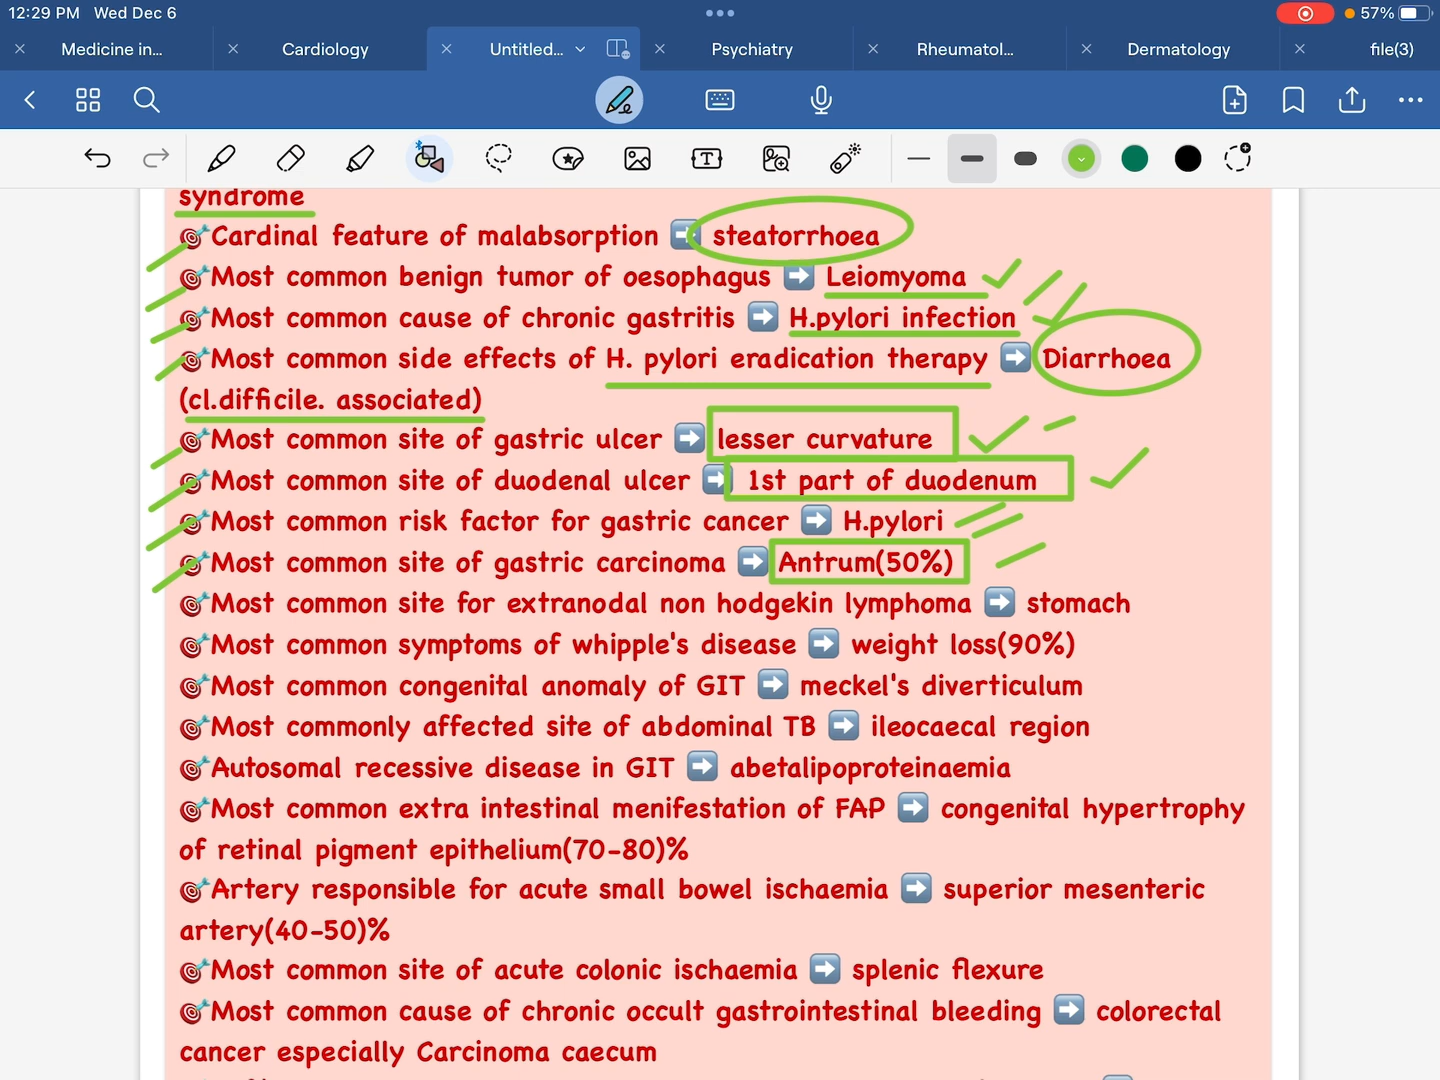 12:29 PM Wed Dec 6
57%
Medicine in...
Cardiology
Untitled...
Psychiatry
Rheumatol...
Dermatology
file(3)
syndrome
🎯Cardinal feature of malabsorption ➡️ steatorrhoea
🎯Most common benign tumor of oesophagus ➡️ Leiomyoma
🎯Most common cause of chronic gastritis ➡️ H.pylori infection
🎯Most common side effects of H. pylori eradication therapy ➡️ Diarrhoea
(cl.difficile. associated)
🎯Most common site of gastric ulcer ➡️ lesser curvature
🎯Most common site of duodenal ulcer ➡️ 1st part of duodenum
🎯Most common risk factor for gastric cancer ➡️ H.pylori
🎯Most common site of gastric carcinoma ➡️ Antrum(50%)
🎯Most common site for extranodal non hodgekin lymphoma ➡️ stomach
🎯Most common symptoms of whipple's disease ➡️ weight loss(90%)
🎯Most common congenital anomaly of GIT ➡️ meckel's diverticulum
🎯Most commonly affected site of abdominal TB ➡️ ileocaecal region
🎯Autosomal recessive disease in GIT ➡️ abetalipoproteinaemia
🎯Most common extra intestinal menifestation of FAP ➡️ congenital hypertrophy
of retinal pigment epithelium(70-80)%
🎯Artery responsible for acute small bowel ischaemia ➡️ superior mesenteric
artery(40-50)%
🎯Most common site of acute colonic ischaemia ➡️ splenic flexure
🎯Most common cause of chronic occult gastrointestinal bleeding ➡️ colorectal
cancer especially Carcinoma caecum